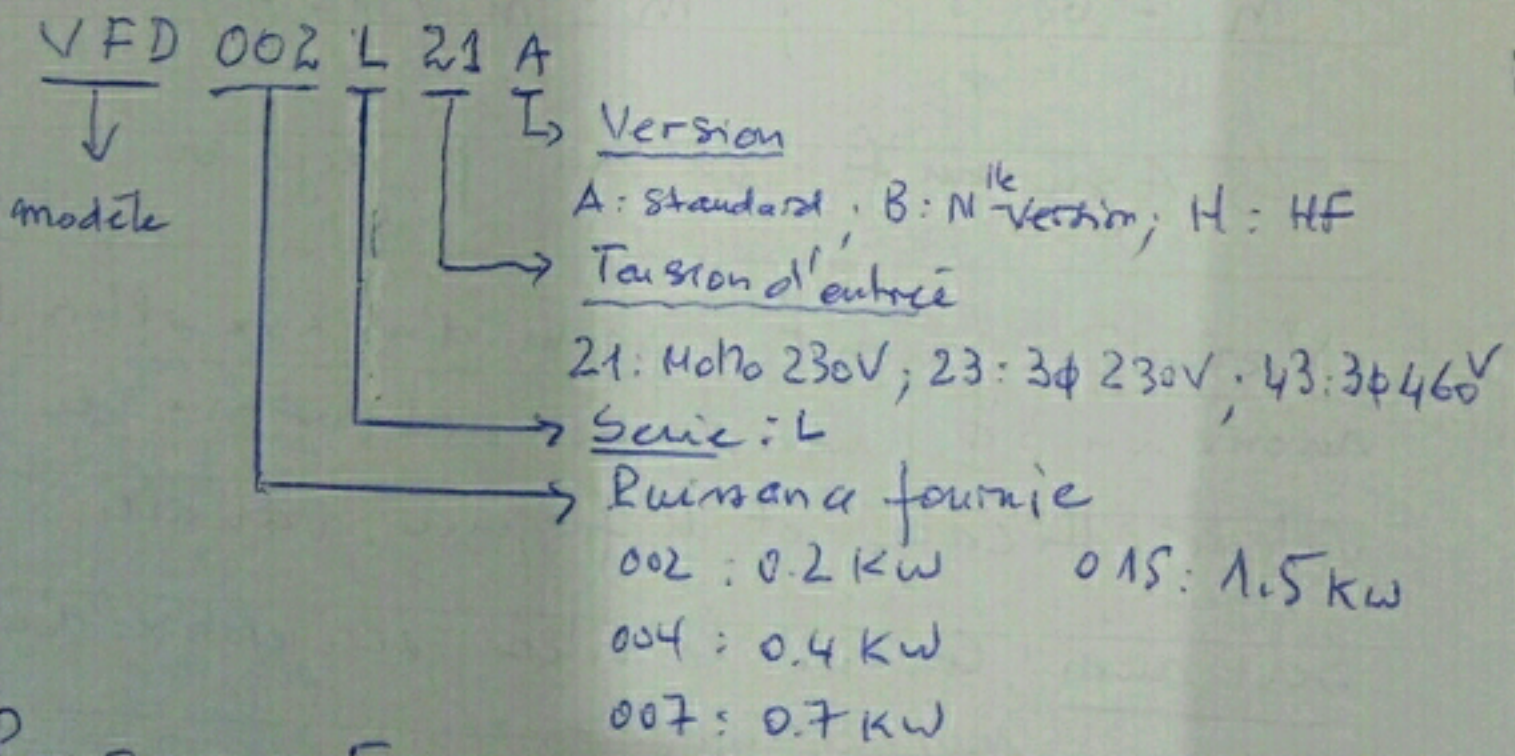 VFD 002 L 21 A
Version
modèle
A: Standard, B: Nlle Version; H: HF
Tension d'entrée
21: Mono 230V; 23: 3ϕ 230V; 43: 3ϕ 460V
Serie: L
Puissance fournie
002 : 0.2 KW 015: 1.5 KW
004 : 0.4 KW
007 : 0.7 KW